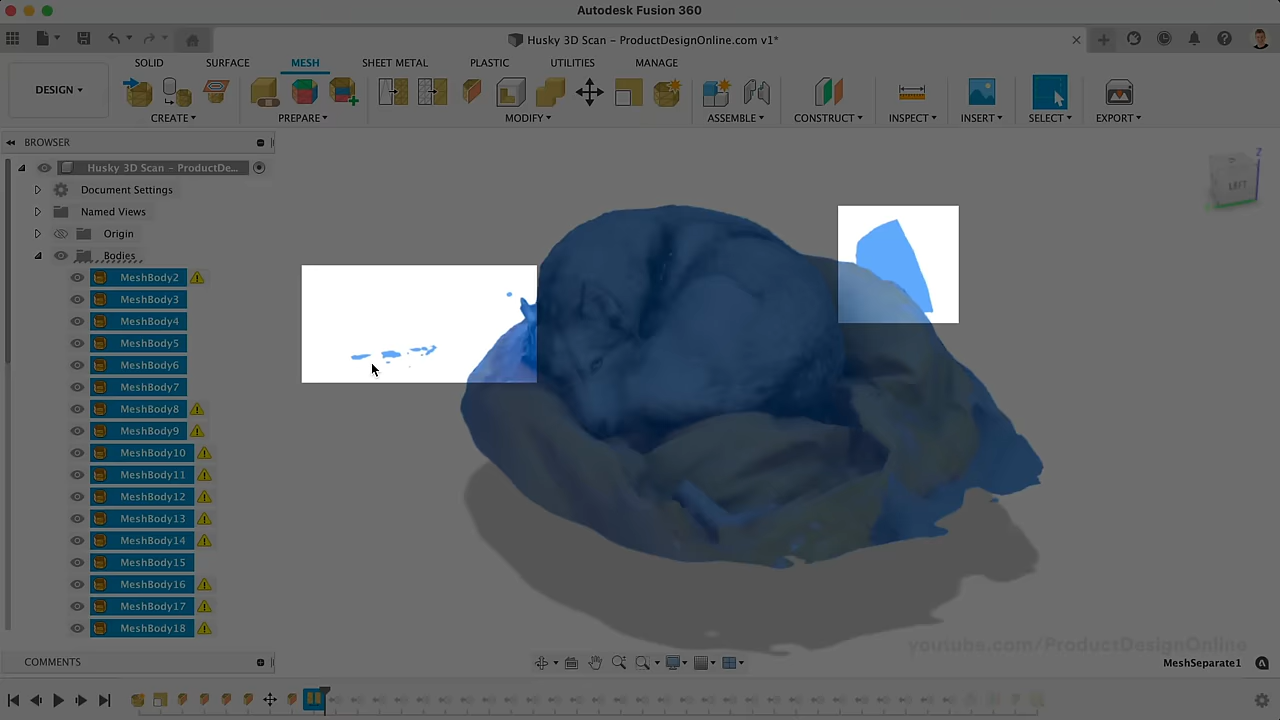 Autodesk Fusion 360
Husky 3D Scan – ProductDesignOnline.com v1*
SOLID SURFACE MESH SHEET METAL PLASTIC UTILITIES MANAGE
DESIGN
CREATE PREPARE MODIFY ASSEMBLE CONSTRUCT INSPECT INSERT SELECT EXPORT
BROWSER
Husky 3D Scan – ProductDe...
Document Settings
Named Views
Origin
Bodies
MeshBody2
MeshBody3
MeshBody4
MeshBody5
MeshBody6
MeshBody7
MeshBody8
MeshBody9
MeshBody10
MeshBody11
MeshBody12
MeshBody13
MeshBody14
MeshBody15
MeshBody16
MeshBody17
MeshBody18
Z
LEFT
youtube.com/ProductDesignOnline
COMMENTS
MeshSeparate1